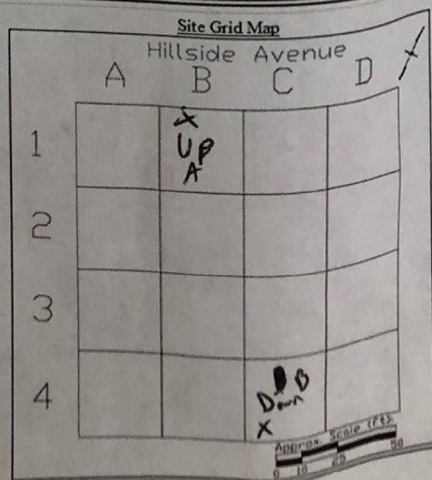 Site Grid Map
Hillside Avenue
A B C D
1
X
UP
A
2
3
4
B
Down
X
Approx. Scale (Ft).
0 10 25 50